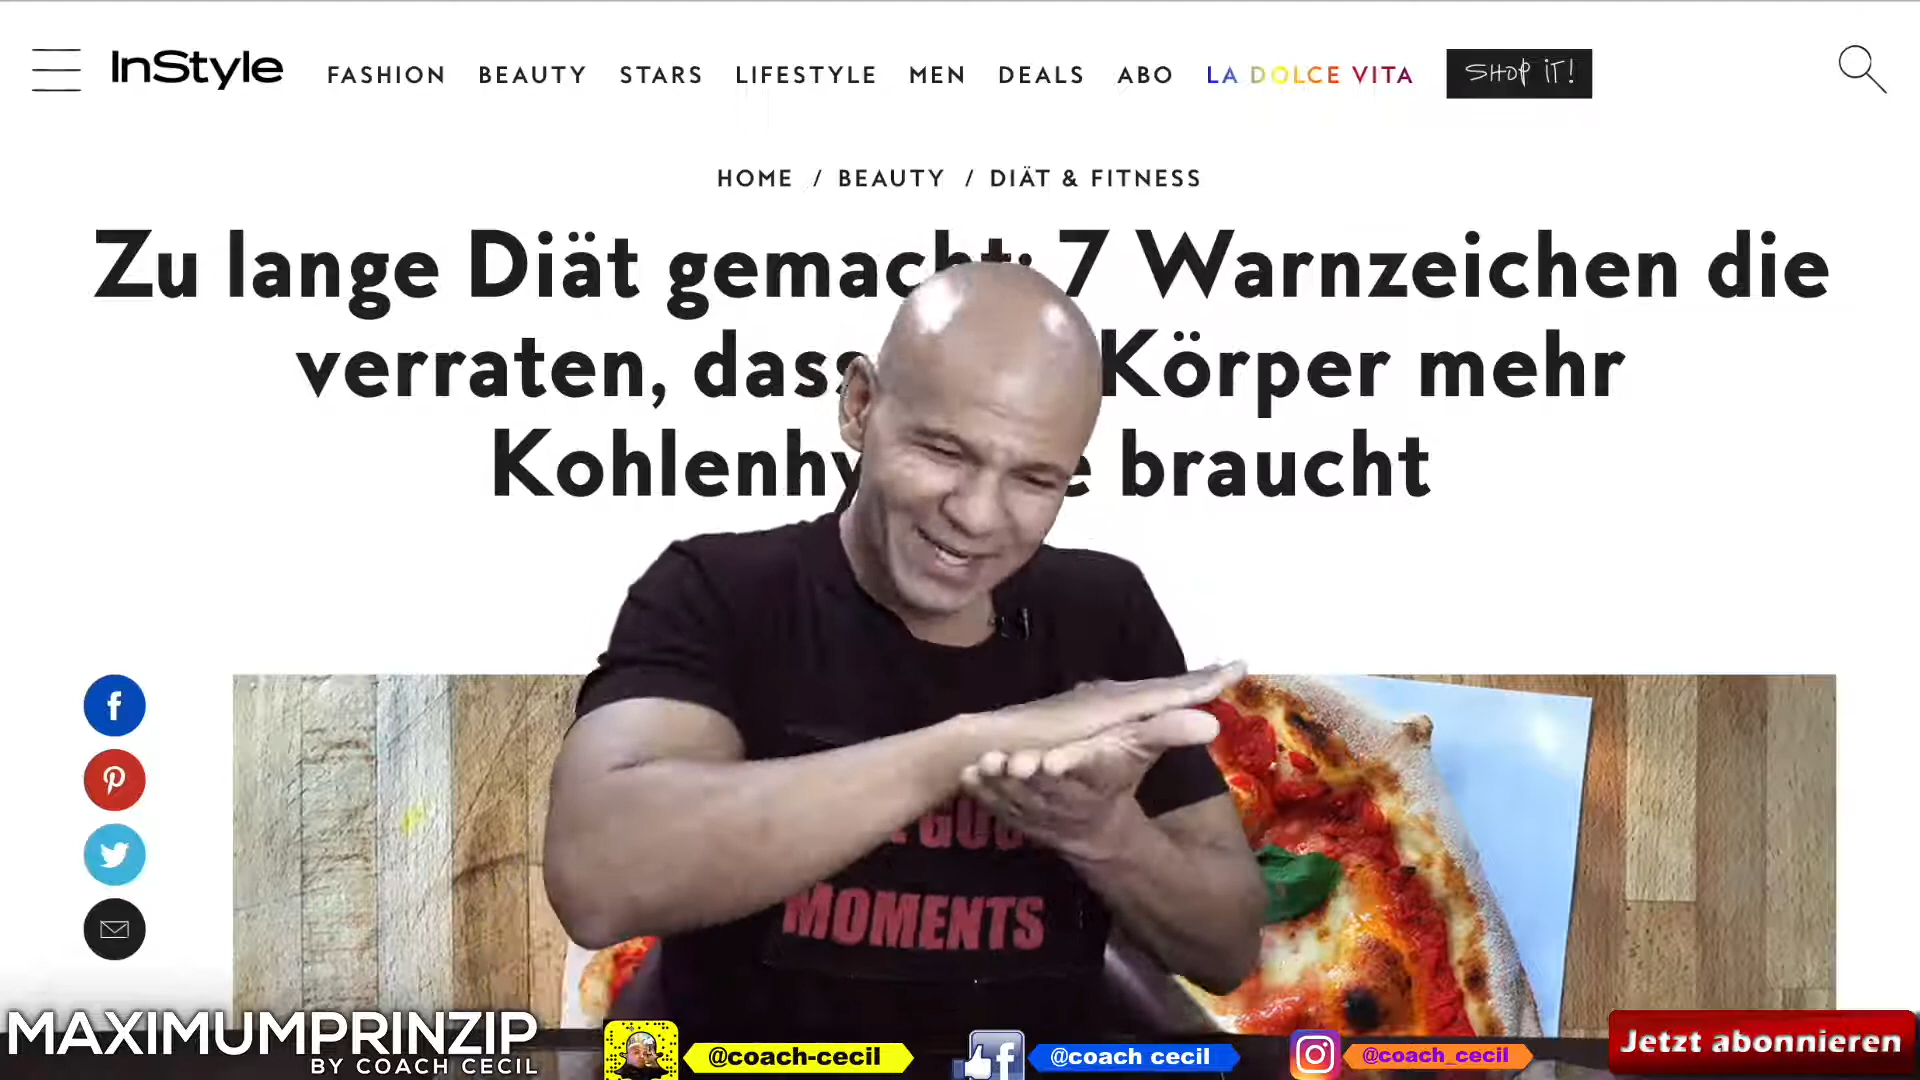 InStyle FASHION BEAUTY STARS LIFESTYLE MEN DEALS ABO LA DOLCE VITA SHOP IT!
HOME / BEAUTY / DIÄT & FITNESS
Zu lange Diät gemacht: 7 Warnzeichen die
verraten, dass Körper mehr
braucht
MOMENTS
MAXIMUMPRINZIP
BY COACH CECIL
@coach-cecil
@coach cecil
@coach_cecil
Jetzt abonnieren